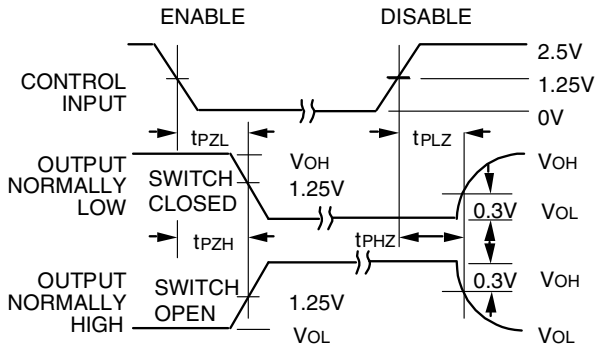 ENABLE DISABLE
2.5V
CONTROL
INPUT
1.25V
0V
tPZL tPLZ
OUTPUT
NORMALLY
LOW
SWITCH
CLOSED
VOH
1.25V
VOH
0.3V VOL
tPZH tPHZ
OUTPUT
NORMALLY
HIGH
SWITCH
OPEN
1.25V
VOL
0.3V VOH
VOL